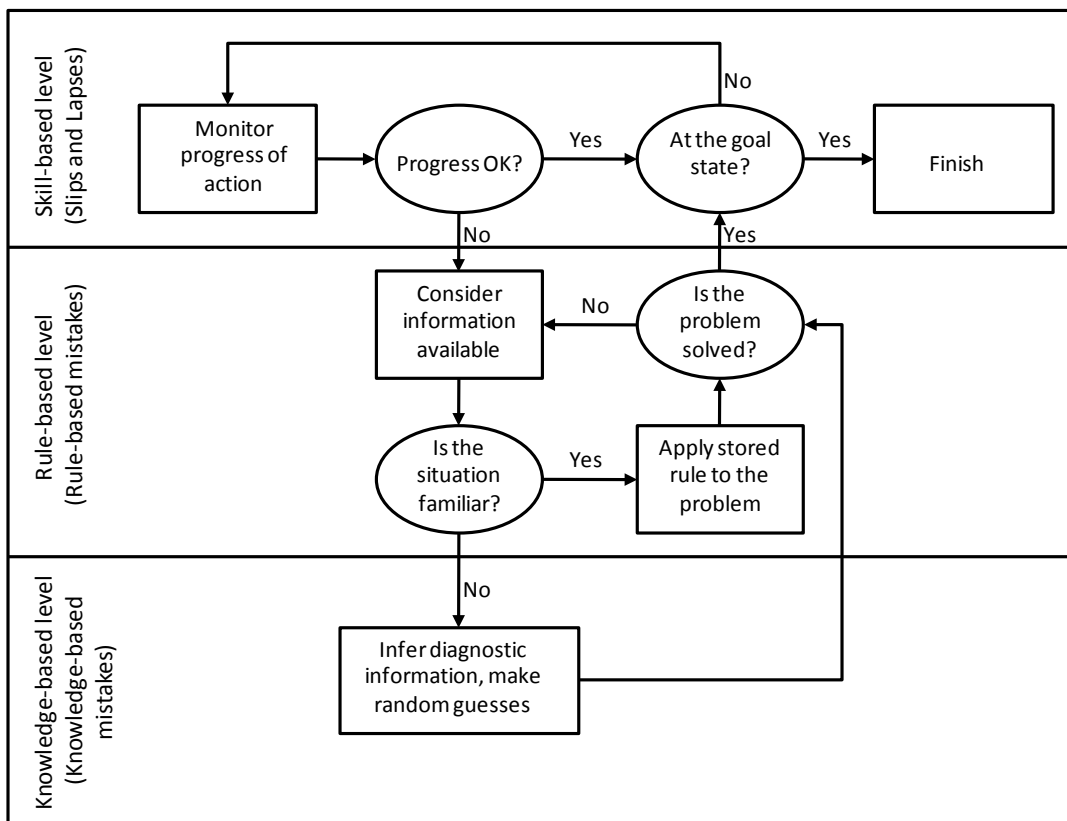 Skill-based level
(Slips and Lapses)
No
Monitor
progress of
action
Progress OK?
Yes
At the goal
state?
Yes
Finish
No
Yes
Rule-based level
(Rule-based mistakes)
Consider
information
available
No
Is the
problem
solved?
Is the
situation
familiar?
Yes
Apply stored
rule to the
problem
Knowledge-based level
(Knowledge-based
mistakes)
No
Infer diagnostic
information, make
random guesses